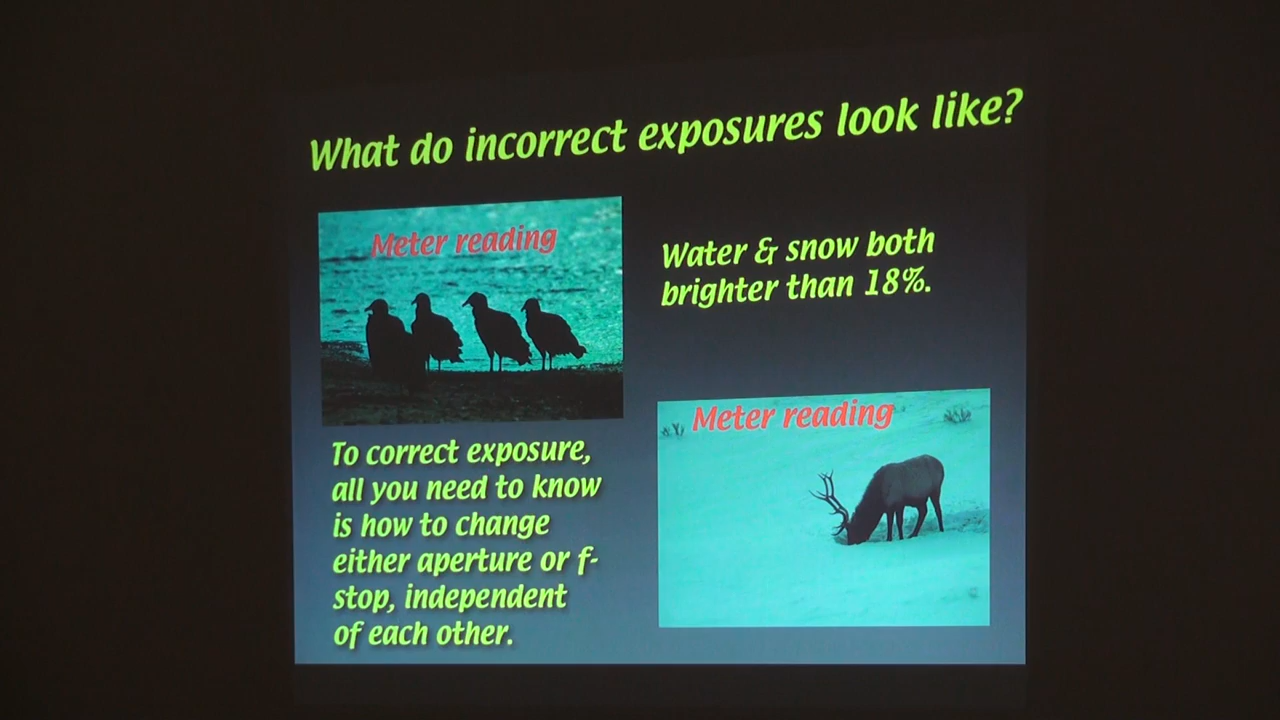 What do incorrect exposures look like?
Meter reading
Water & snow both
brighter than 18%.
Meter reading
To correct exposure,
all you need to know
is how to change
either aperture or f-
stop, independent
of each other.